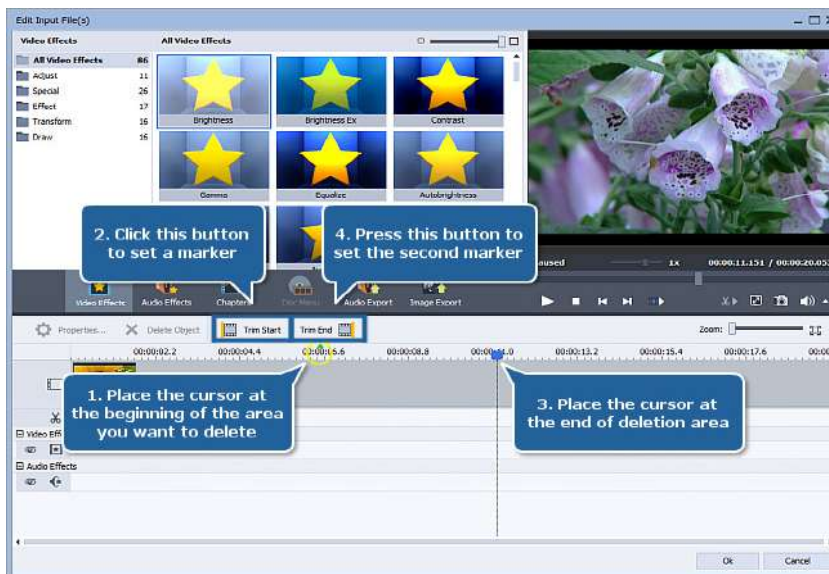 Edit Input File(s)
Video Effects
All Video Effects
All Video Effects 86
Adjust 11
Special 26
Effect 17
Transform 16
Draw 16
Brightness
Brightness Ex
Contrast
Gamma
Equalize
Autobrightness
2. Click this button
to set a marker
4. Press this button to
set the second marker
1x
00:00:11.151 / 00:00:20.053
Video Effects
Audio Effects
Chapters
Disc Menu
Audio Export
Image Export
Properties...
Delete Object
Trim Start
Trim End
Zoom:
00:00:02.2 00:00:04.4 00:00:08.8 00:00:13.2 00:00:15.4 00:00:17.6
1. Place the cursor at
the beginning of the area
you want to delete
3. Place the cursor at
the end of deletion area
Video Eff
Audio Effects
Ok
Cancel